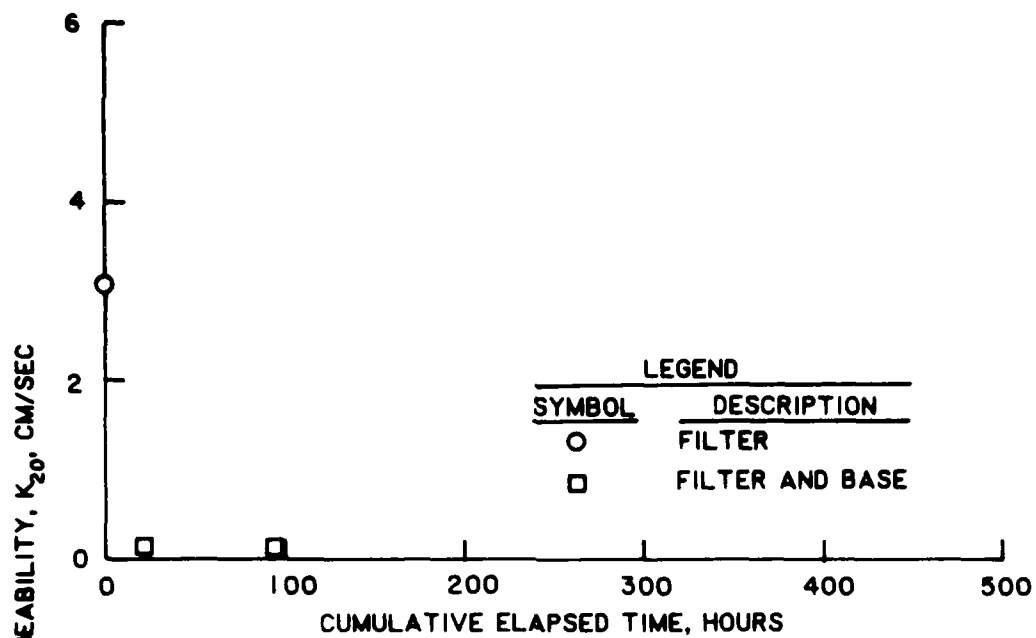 6
4
2
0
EABILITY, K20, CM/SEC
LEGEND
SYMBOL DESCRIPTION
FILTER
FILTER AND BASE
0 100 200 300 400 500
CUMULATIVE ELAPSED TIME, HOURS